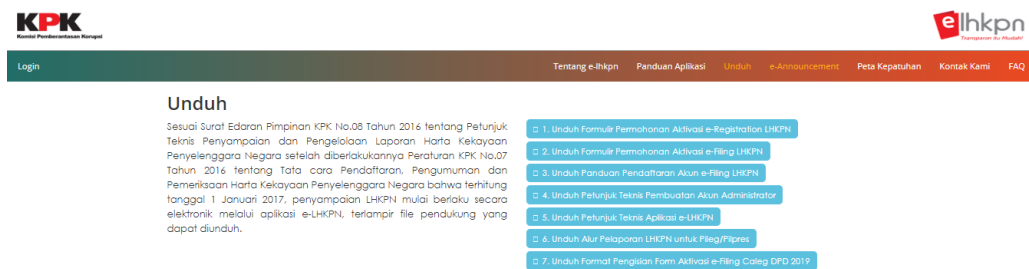 KPK
Komisi Pemberantasan Korupsi
elhkpn
Transparan itu Mudah!
Login
Tentang e-lhkpn
Panduan Aplikasi
Unduh
e-Announcement
Peta Kepatuhan
Kontak Kami
FAQ
Unduh
Sesuai Surat Edaran Pimpinan KPK No.08 Tahun 2016 tentang Petunjuk
Teknis Penyampaian dan Pengelolaan Laporan Harta Kekayaan
Penyelenggara Negara setelah diberlakukannya Peraturan KPK No.07
Tahun 2016 tentang Tata cara Pendaftaran, Pengumuman dan
Pemeriksaan Harta Kekayaan Penyelenggara Negara bahwa terhitung
tanggal 1 Januari 2017, penyampaian LHKPN mulai berlaku secara
elektronik melalui aplikasi e-LHKPN, terlampir file pendukung yang
dapat diunduh.
1. Unduh Formulir Permohonan Aktivasi e-Registration LHKPN
2. Unduh Formulir Permohonan Aktivasi e-Filing LHKPN
3. Unduh Panduan Pendaftaran Akun e-Filing LHKPN
4. Unduh Petunjuk Teknis Pembuatan Akun Administrator
5. Unduh Petunjuk Teknis Aplikasi e-LHKPN
6. Unduh Alur Pelaporan LHKPN untuk Pileg/Pilpres
7. Unduh Format Pengisian Form Aktivasi e-Filing Caleg DPD 2019